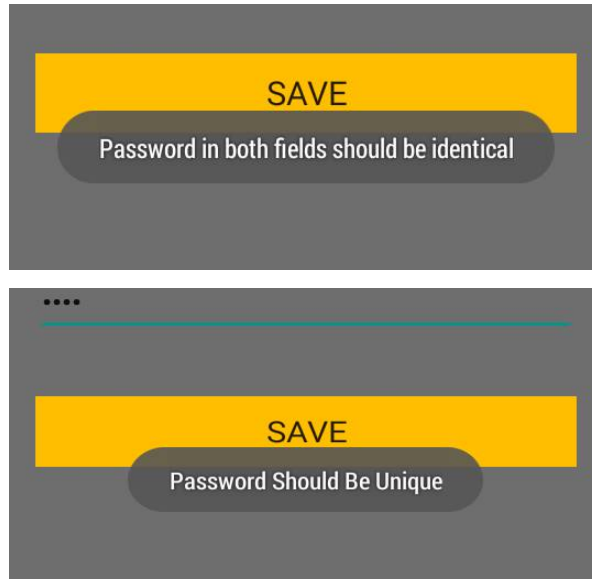 SAVE
Password in both fields should be identical
••••
SAVE
Password Should Be Unique